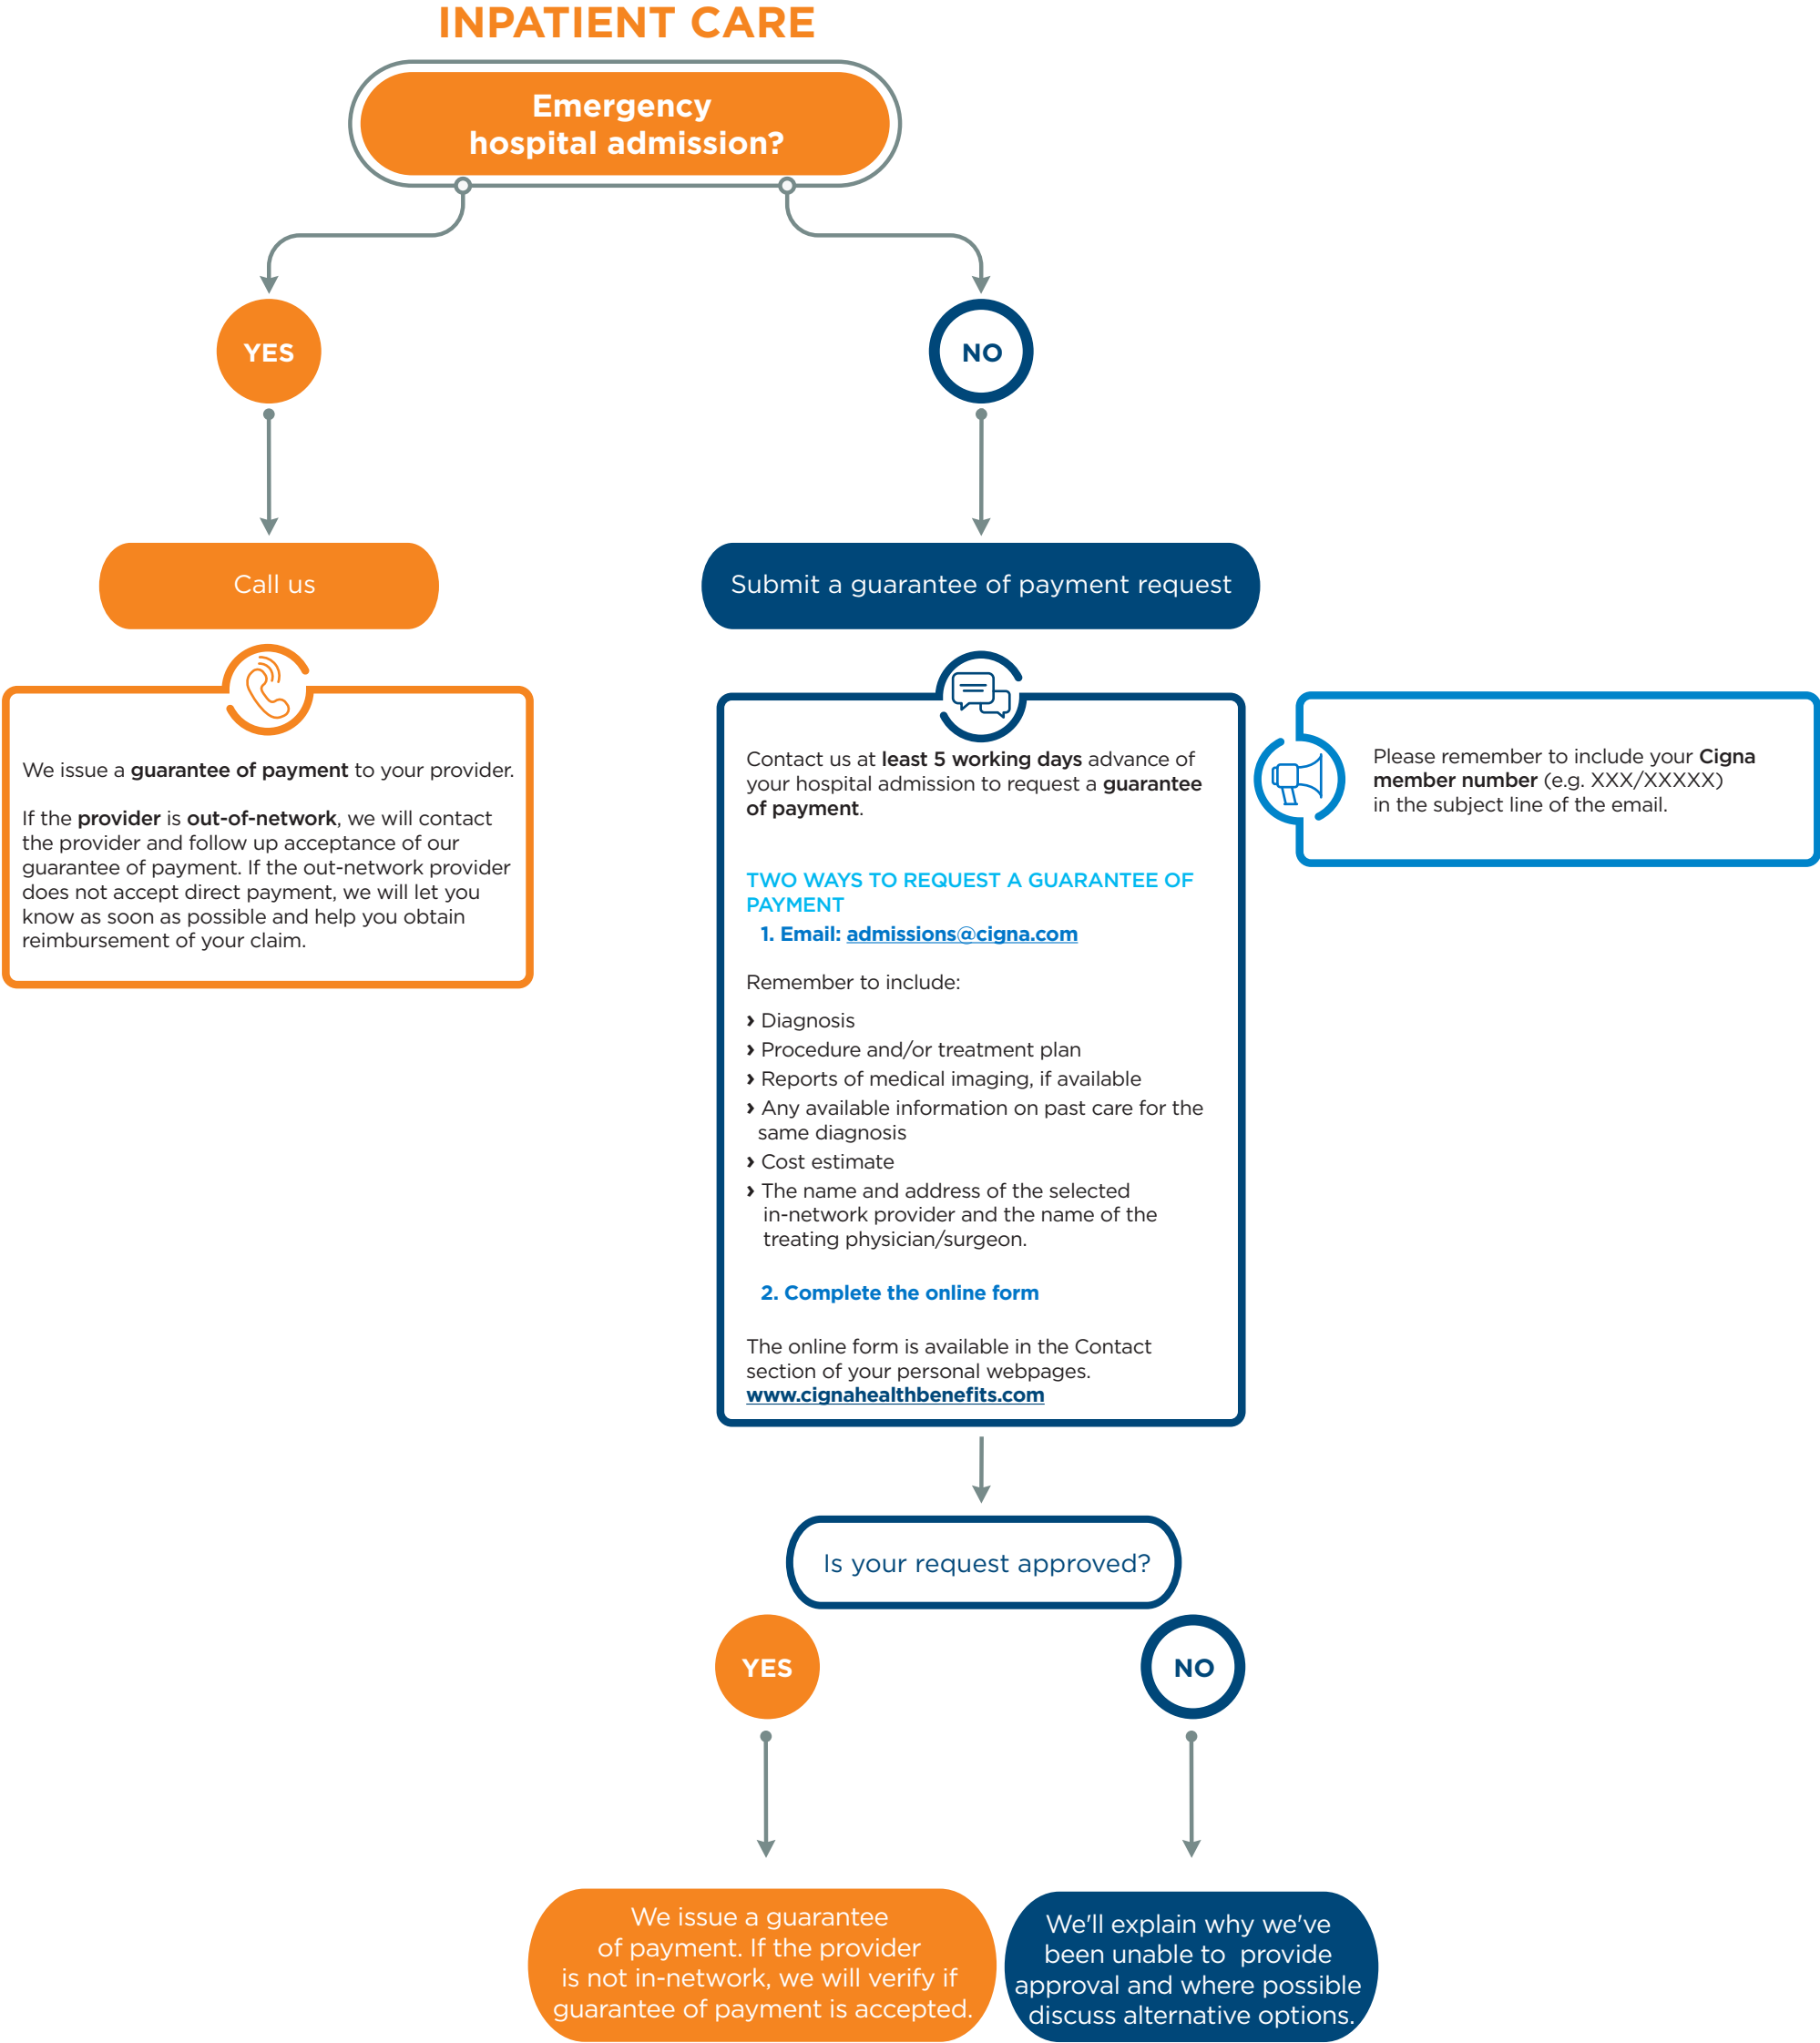 INPATIENT CARE
Emergency
hospital admission?
YES
NO
Call us
Submit a guarantee of payment request
We issue a guarantee of payment to your provider.
If the provider is out-of-network, we will contact
the provider and follow up acceptance of our
guarantee of payment. If the out-network provider
does not accept direct payment, we will let you
know as soon as possible and help you obtain
reimbursement of your claim.
Contact us at least 5 working days advance of
your hospital admission to request a guarantee
of payment.
TWO WAYS TO REQUEST A GUARANTEE OF
PAYMENT
1. Email: admissions@cigna.com
Remember to include:
› Diagnosis
› Procedure and/or treatment plan
› Reports of medical imaging, if available
› Any available information on past care for the
same diagnosis
› Cost estimate
› The name and address of the selected
in-network provider and the name of the
treating physician/surgeon.
2. Complete the online form
The online form is available in the Contact
section of your personal webpages.
www.cignahealthbenefits.com
Please remember to include your Cigna
member number (e.g. XXX/XXXXX)
in the subject line of the email.
Is your request approved?
YES
NO
We issue a guarantee
of payment. If the provider
is not in-network, we will verify if
guarantee of payment is accepted.
We'll explain why we've
been unable to  provide
approval and where possible
discuss alternative options.